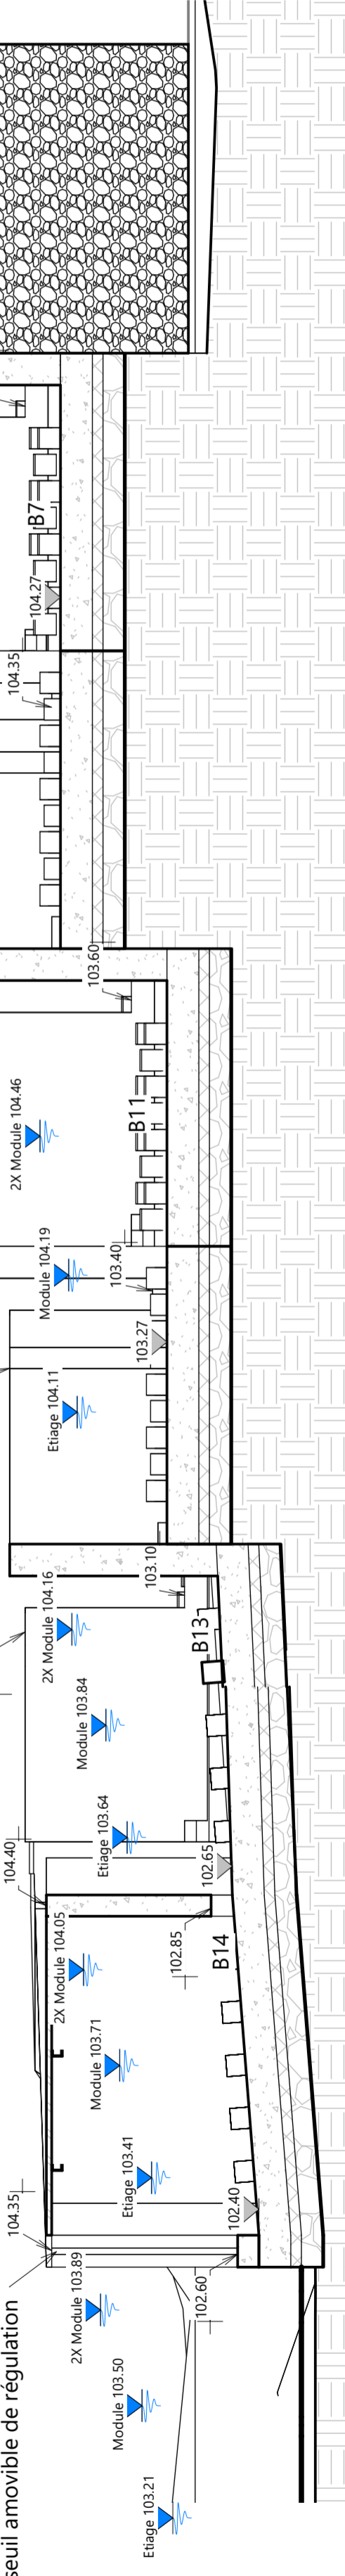 seuil amovible de régulation
Etiage 103.21
Module 103.50
2X Module 103.89
104.35
102.60
102.40
Etiage 103.41
Module 103.71
2X Module 104.05
102.85
B14
104.40
102.65
Etiage 103.64
Module 103.84
2X Module 104.16
B13
103.10
Etiage 104.11
103.27
Module 104.19
103.40
2X Module 104.46
B11
103.60
104.35
104.27
B7